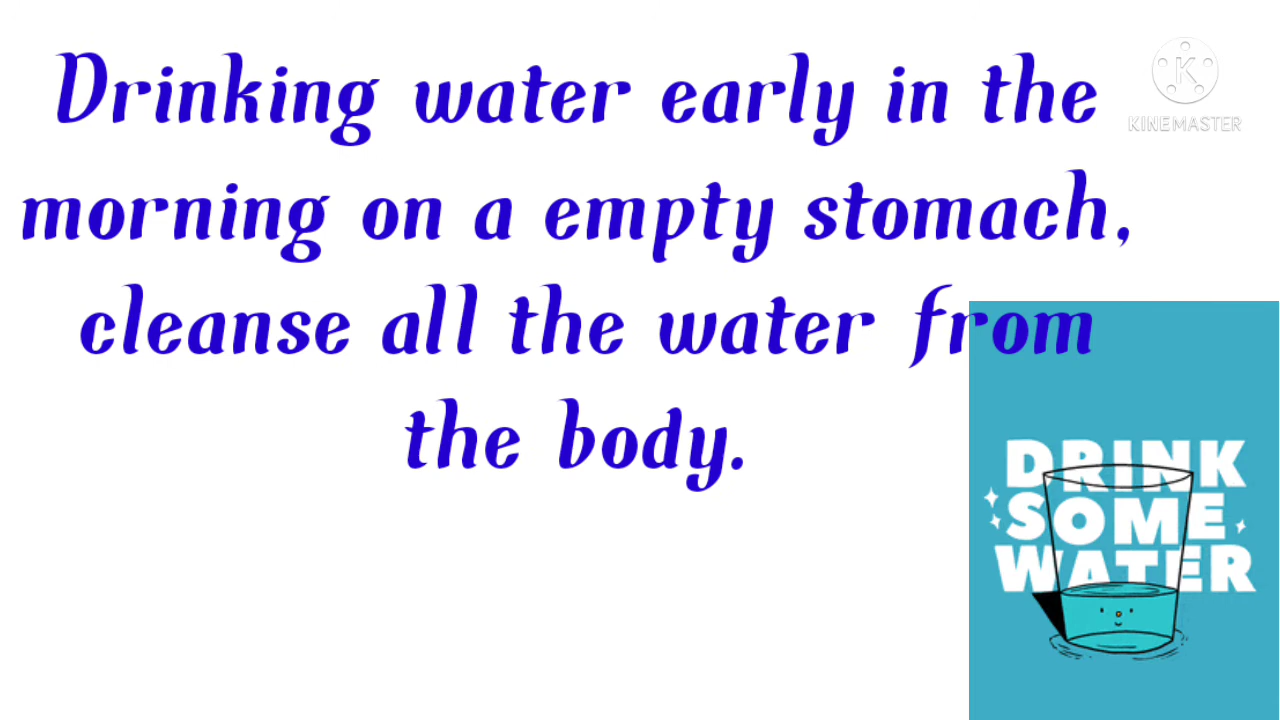 Drinking water early in the
morning on a empty stomach,
cleanse all the water from
the body.
K
KINEMASTER
DRINK
SOME
WATER